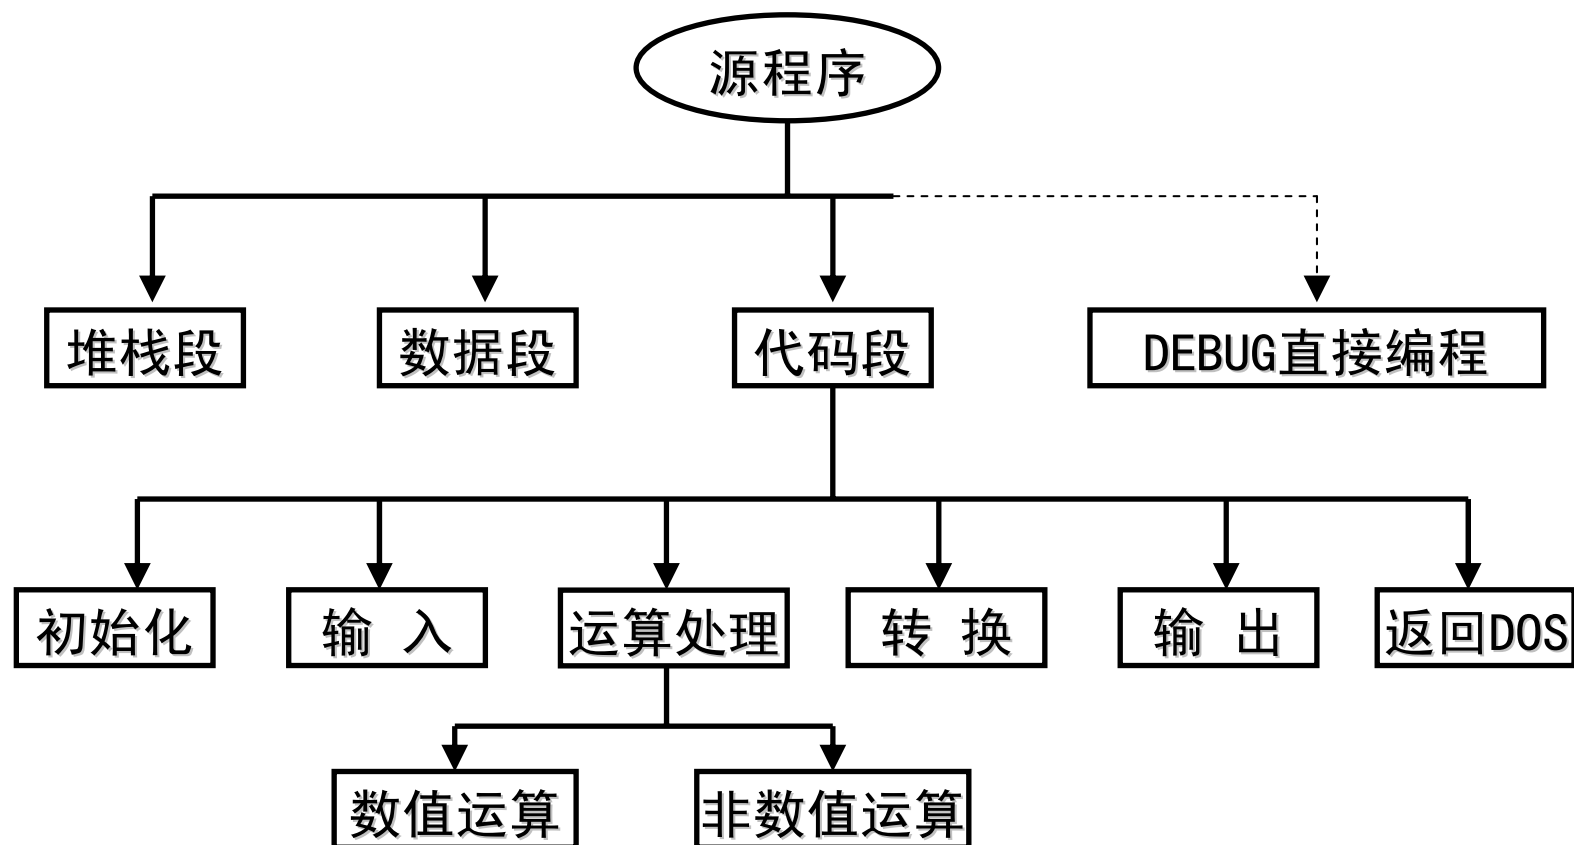 源程序
堆栈段
数据段
代码段
DEBUG直接编程
初始化
输 入
运算处理
转 换
输 出
返回DOS
数值运算
非数值运算